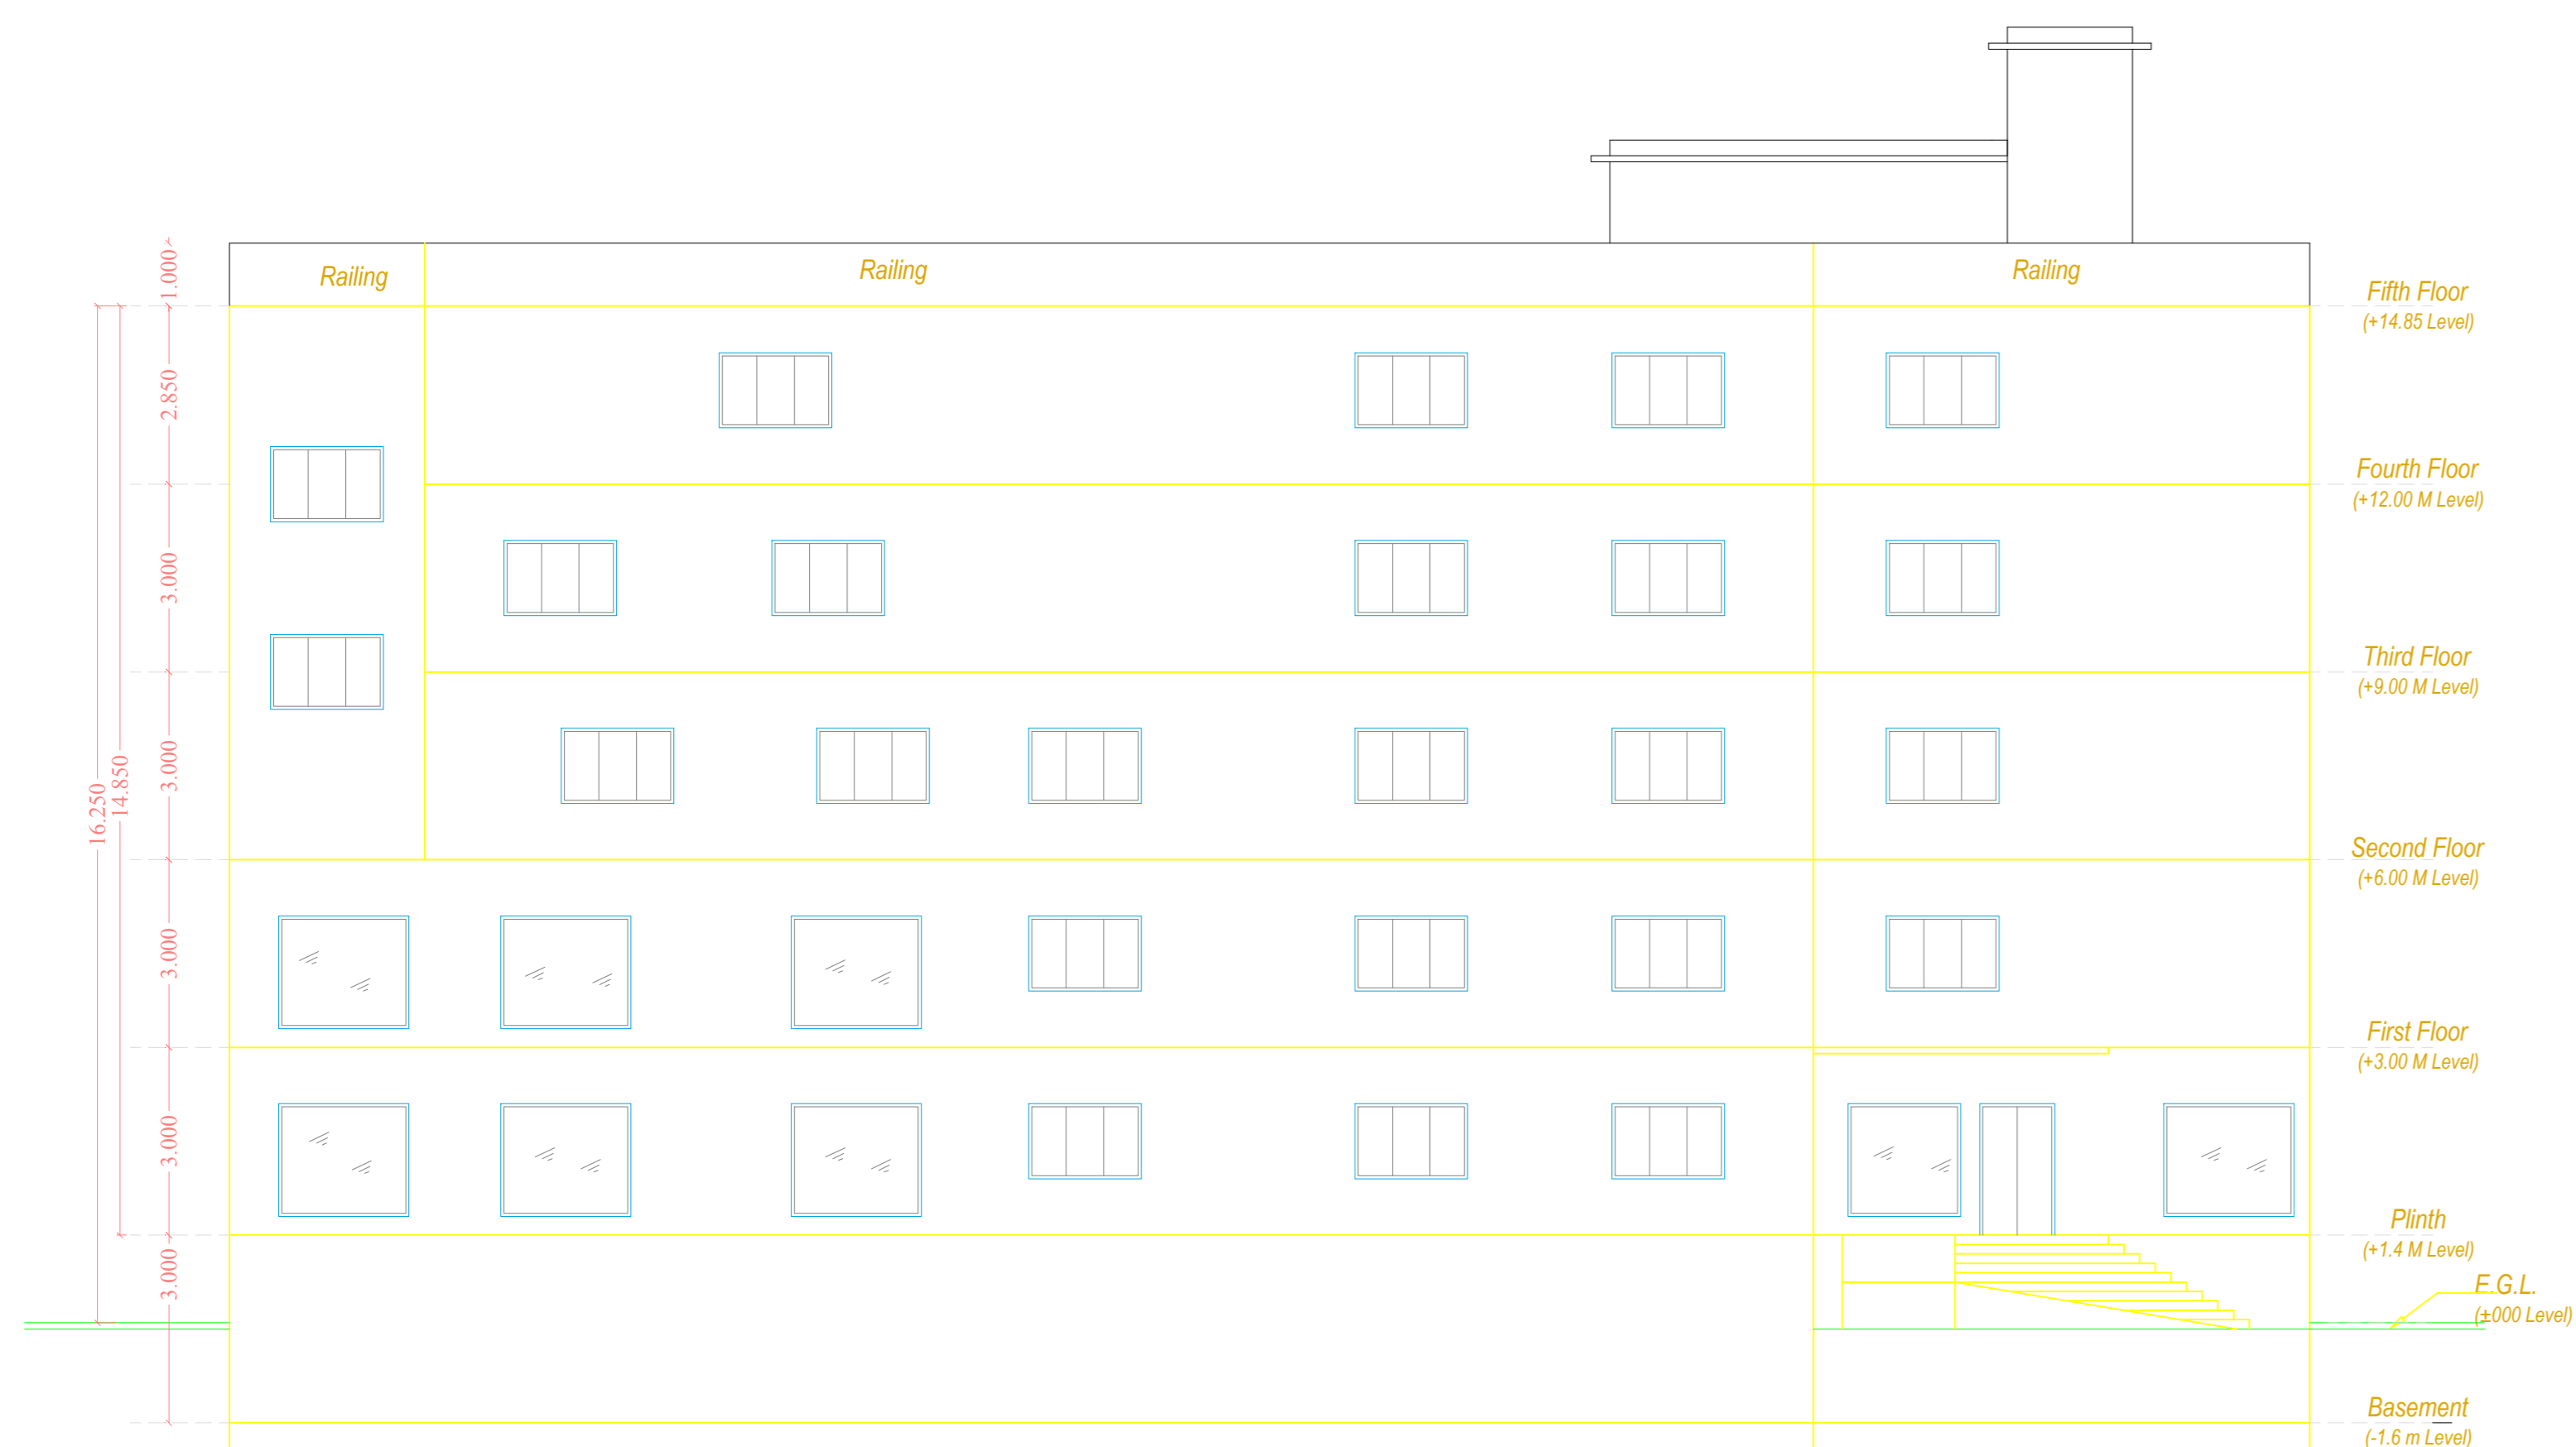 Railing
Railing
Railing
1.000
Fifth Floor
(+14.85 Level)
2.850
Fourth Floor
(+12.00 M Level)
3.000
Third Floor
(+9.00 M Level)
3.000
16.250
14.850
Second Floor
(+6.00 M Level)
3.000
First Floor
(+3.00 M Level)
3.000
Plinth
(+1.4 M Level)
3.000
E.G.L.
(±000 Level)
Basement
(-1.6 m Level)